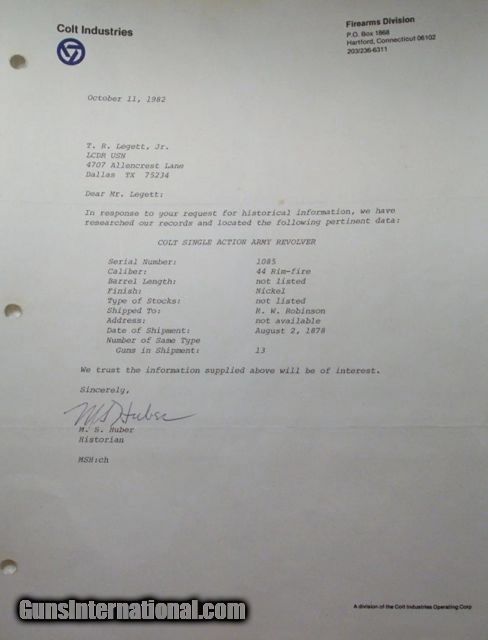 Colt Industries
Firearms Division
P.O. Box 1868
Hartford, Connecticut 06102
203/236-6311
October 11, 1982
T. R. Legett, Jr.
LCDR USN
4707 Allencrest Lane
Dallas TX 75234
Dear Mr. Legett:
In response to your request for historical information, we have
researched our records and located the following pertinent data:
COLT SINGLE ACTION ARMY REVOLVER
Serial Number: 1085
Caliber: 44 Rim-fire
Barrel Length: not listed
Finish: Nickel
Type of Stocks: not listed
Shipped To: R. W. Robinson
Address: not available
Date of Shipment: August 2, 1878
Number of Same Type
Guns in Shipment: 13
We trust the information supplied above will be of interest.
Sincerely,
MS Huber
M. S. Huber
Historian
MSH:ch
A division of the Colt Industries Operating Corp
GunsInternational.com